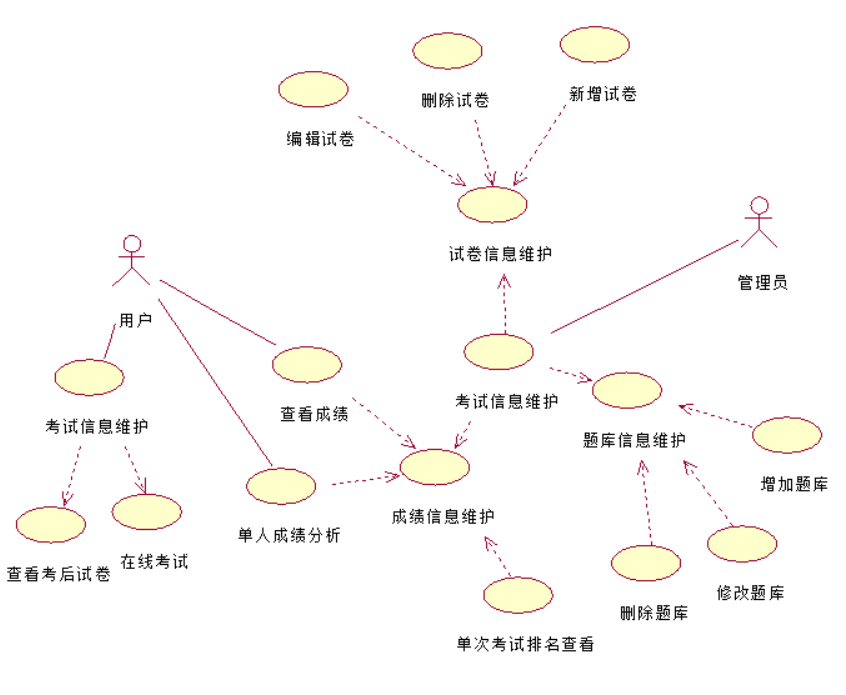 新增试卷
删除试卷
编辑试卷
试卷信息维护
管理员
用户
考试信息维护
查看成绩
考试信息维护
题库信息维护
增加题库
成绩信息维护
单人成绩分析
在线考试
查看考后试卷
修改题库
删除题库
单次考试排名查看